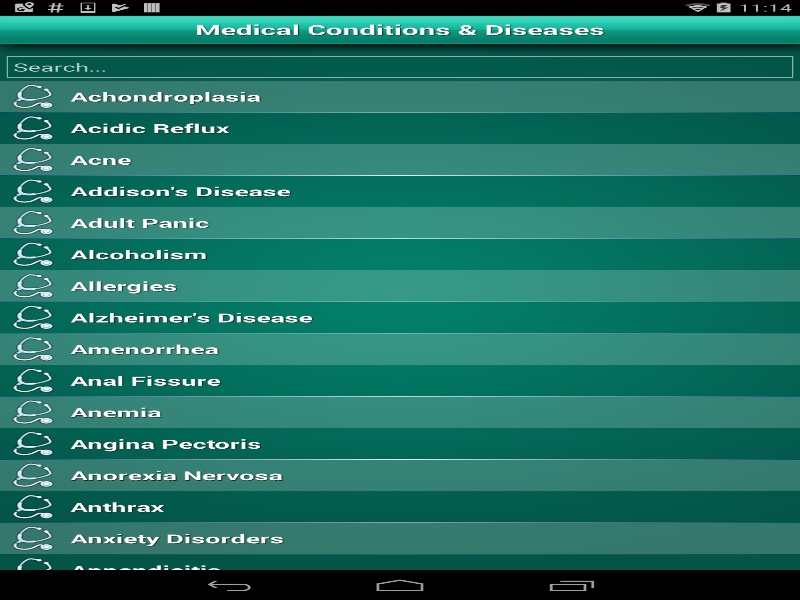 # 11:14
Medical Conditions & Diseases
Search...
Achondroplasia
Acidic Reflux
Acne
Addison's Disease
Adult Panic
Alcoholism
Allergies
Alzheimer's Disease
Amenorrhea
Anal Fissure
Anemia
Angina Pectoris
Anorexia Nervosa
Anthrax
Anxiety Disorders
Appendicitis